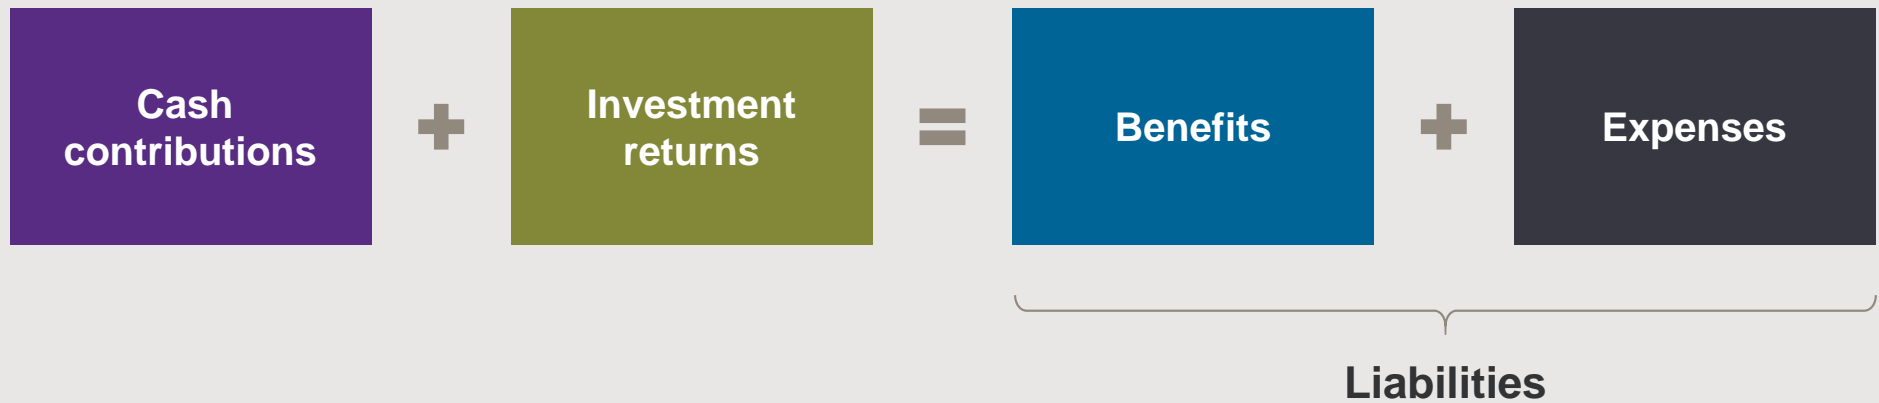 Cash
contributions
Investment
returns
Benefits
Expenses
Liabilities